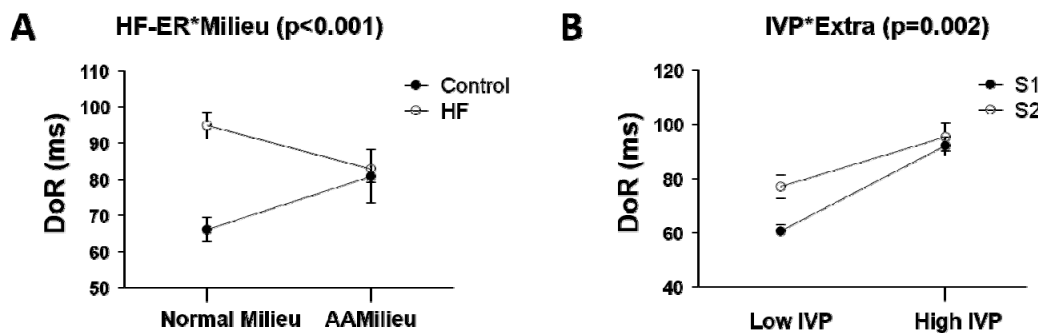 A
HF-ER*Milieu (p<0.001)
DoR (ms)
110
100
90
80
70
60
50
Control
HF
Normal Milieu
AAMilieu
B
IVP*Extra (p=0.002)
DoR (ms)
120
100
80
60
40
S1
S2
Low IVP
High IVP